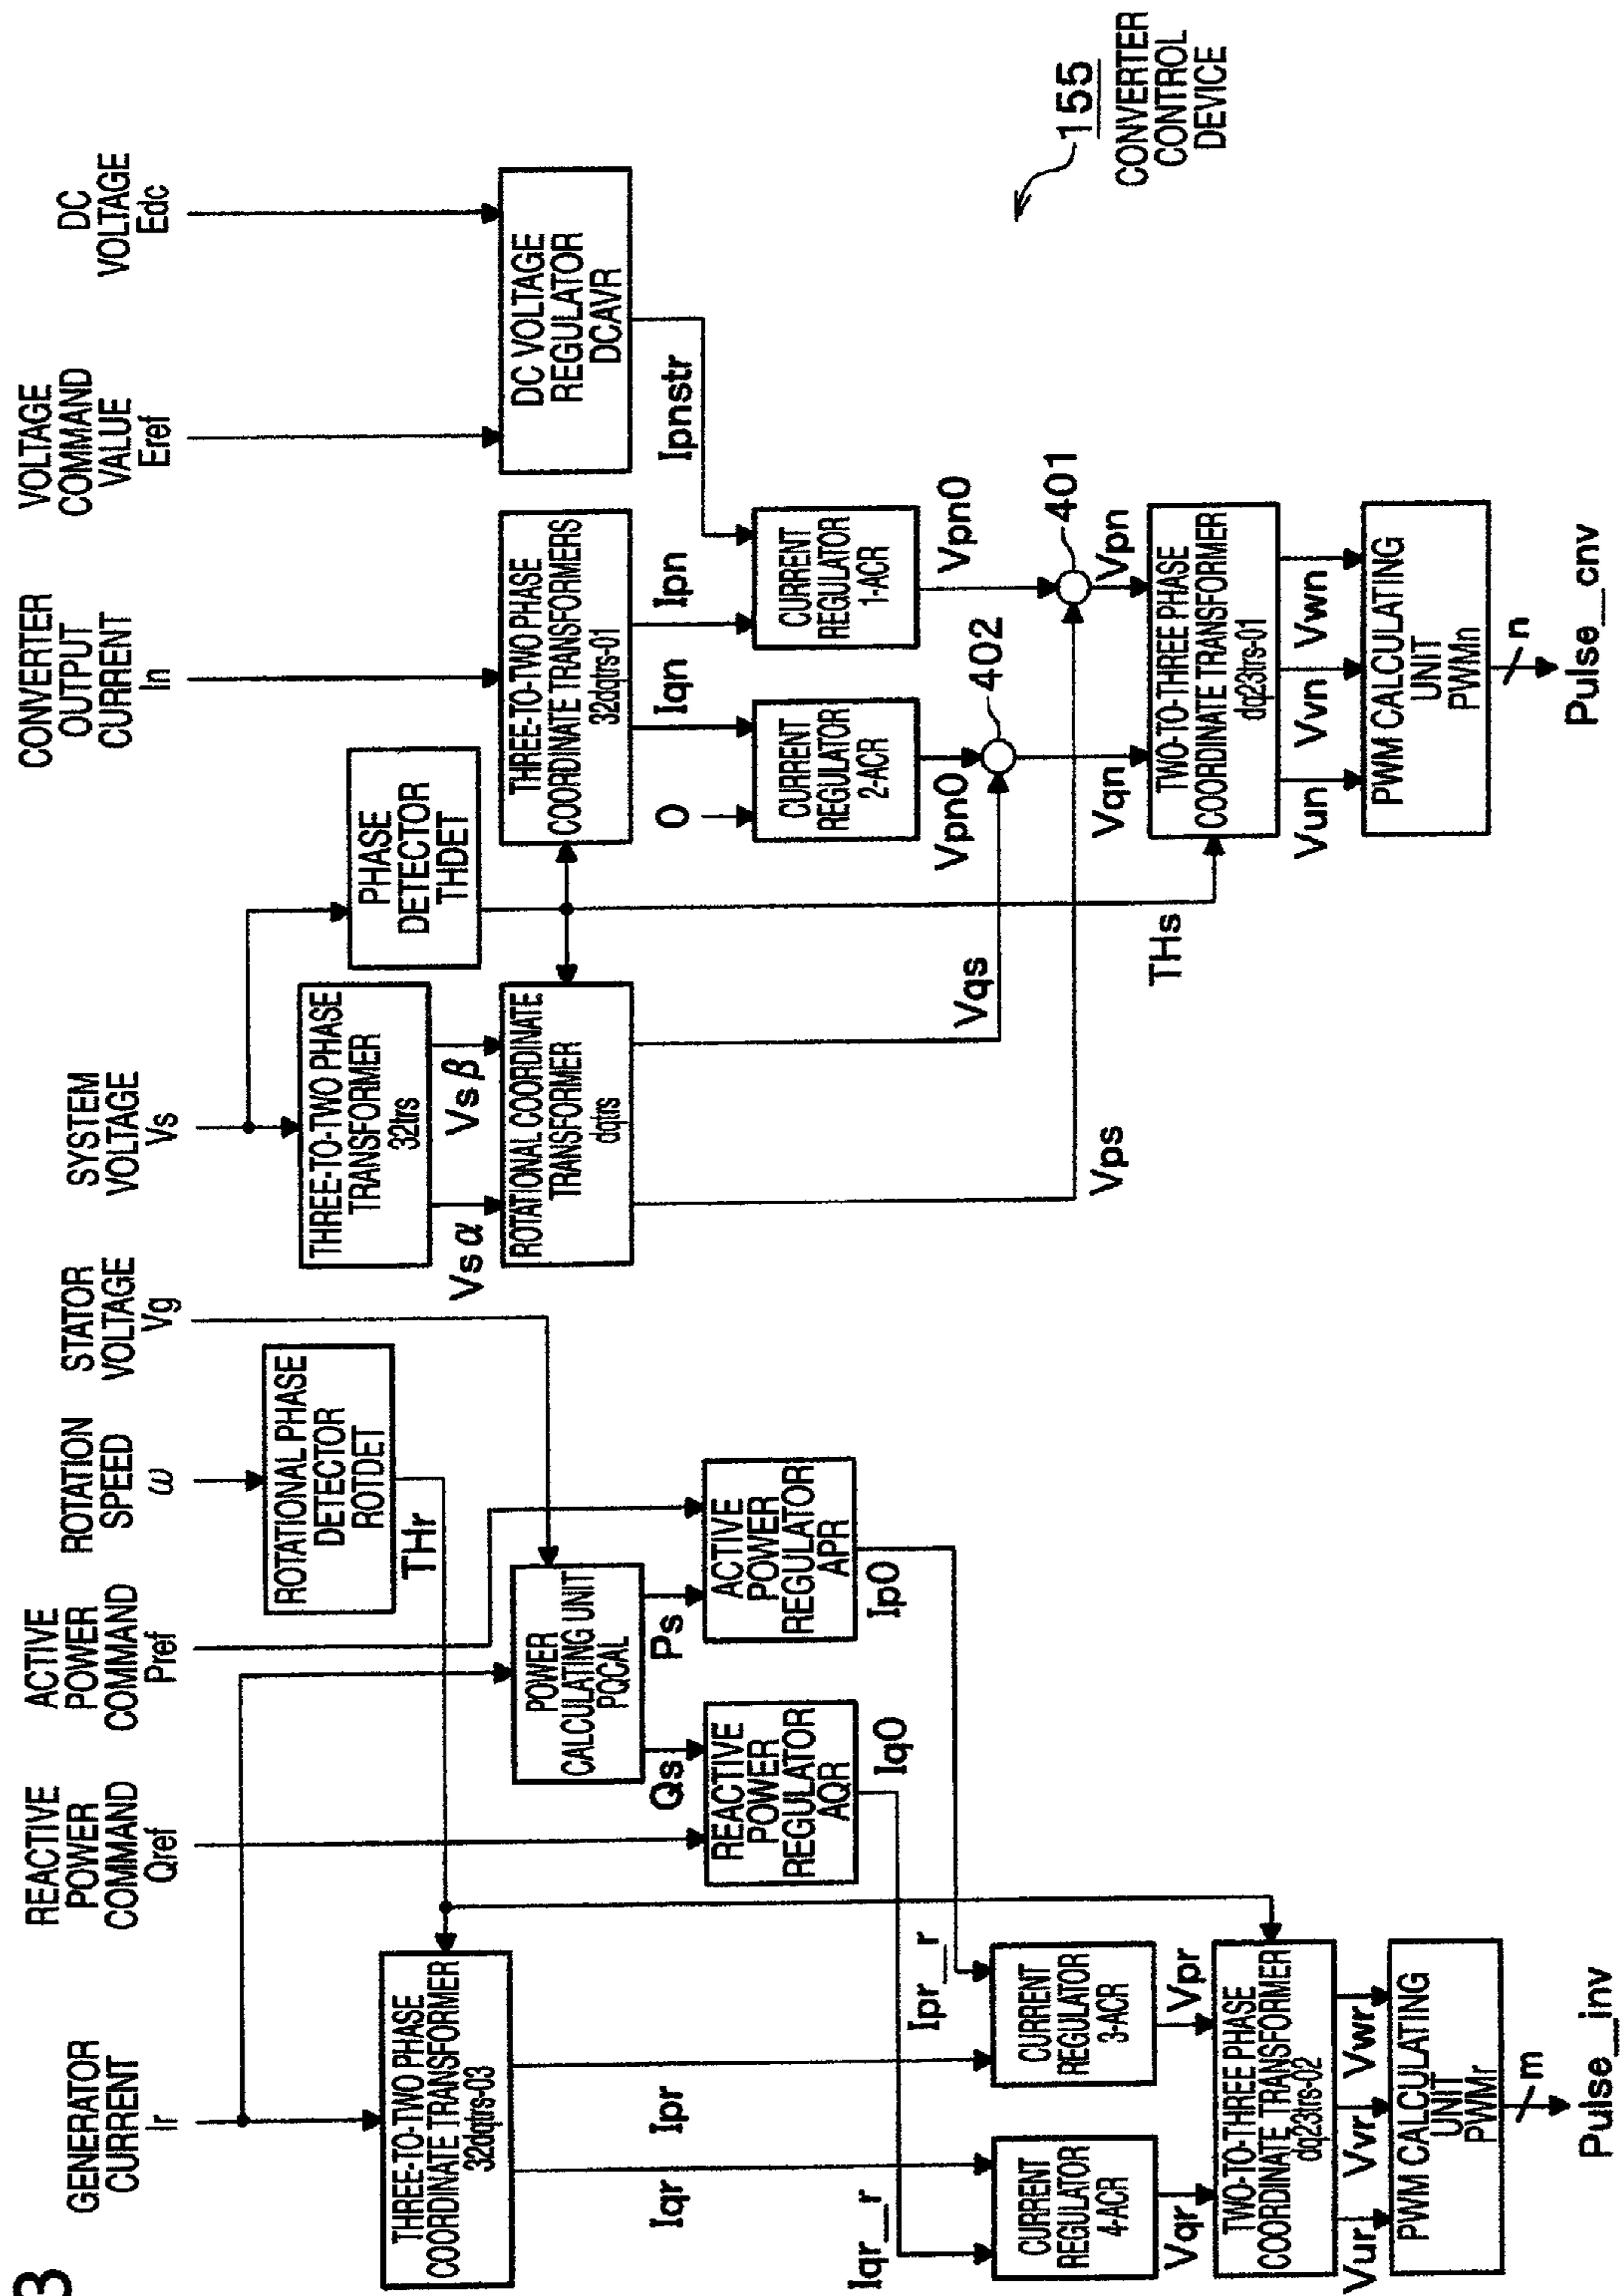 3
GENERATOR
CURRENT
Ir
REACTIVE
POWER
COMMAND
Qref
ACTIVE
POWER
COMMAND
Pref
ROTATION
SPEED
ω
STATOR
VOLTAGE
Vg
SYSTEM
VOLTAGE
Vs
CONVERTER
OUTPUT
CURRENT
In
VOLTAGE
COMMAND
VALUE
Eref
DC
VOLTAGE
Edc
ROTATIONAL PHASE
DETECTOR
ROTDET
THr
THREE-TO-TWO PHASE
TRANSFORMER
32trs
PHASE
DETECTOR
THDET
Vsα
Vsβ
THREE-TO-TWO PHASE
COORDINATE TRANSFORMER
32dqtrs-03
POWER
CALCULATING UNIT
PQCAL
ROTATIONAL COORDINATE
TRANSFORMER
dqtrs
THREE-TO-TWO PHASE
COORDINATE TRANSFORMERS
32dqtrs-01
DC VOLTAGE
REGULATOR
DCAVR
Iqr
Ipr
Qs
Ps
0
Iqn
Ipn
Ipnstr
REACTIVE
POWER
REGULATOR
AQR
ACTIVE
POWER
REGULATOR
APR
CURRENT
REGULATOR
2-ACR
CURRENT
REGULATOR
1-ACR
Iq0
Ip0
Iqr_r
Ipr_r
Vqs
Vpn0
402
Vpn0
401
155
CONVERTER
CONTROL
DEVICE
CURRENT
REGULATOR
4-ACR
CURRENT
REGULATOR
3-ACR
Vps
Vqn
Vpn
THs
Vqr
Vpr
TWO-TO-THREE PHASE
COORDINATE TRANSFORMER
dq23trs-02
TWO-TO-THREE PHASE
COORDINATE TRANSFORMER
dq23trs-01
Vur
Vvr
Vwr
Vun
Vvn
Vwn
PWM CALCULATING
UNIT
PWMr
PWM CALCULATING
UNIT
PWMn
m
n
Pulse_inv
Pulse_cnv